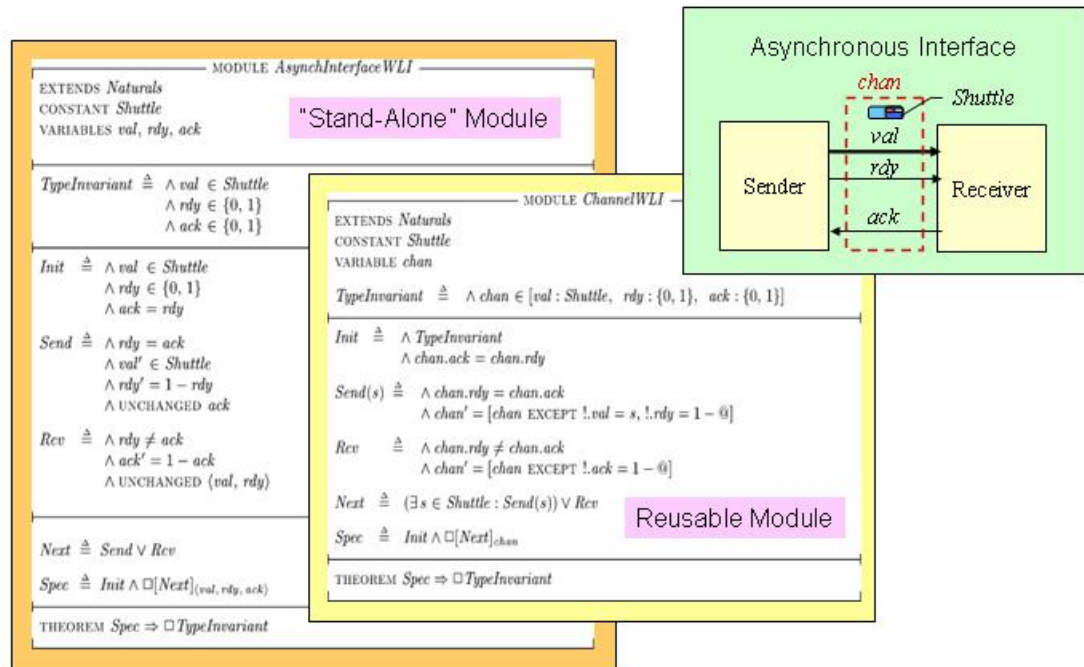 MODULE AsynchInterfaceWLI
EXTENDS Naturals
CONSTANT Shuttle
VARIABLES val, rdy, ack
"Stand-Alone" Module
TypeInvariant ≜ ∧ val ∈ Shuttle
∧ rdy ∈ {0, 1}
∧ ack ∈ {0, 1}
Init ≜ ∧ val ∈ Shuttle
∧ rdy ∈ {0, 1}
∧ ack = rdy
Send ≜ ∧ rdy = ack
∧ val′ ∈ Shuttle
∧ rdy′ = 1 − rdy
∧ UNCHANGED ack
Rcv ≜ ∧ rdy ≠ ack
∧ ack′ = 1 − ack
∧ UNCHANGED ⟨val, rdy⟩
Next ≜ Send ∨ Rcv
Spec ≜ Init ∧ □[Next]⟨val, rdy, ack⟩
THEOREM Spec ⇒ □ TypeInvariant
MODULE ChannelWLI
EXTENDS Naturals
CONSTANT Shuttle
VARIABLE chan
TypeInvariant ≜ ∧ chan ∈ [val : Shuttle, rdy : {0, 1}, ack : {0, 1}]
Init ≜ ∧ TypeInvariant
∧ chan.ack = chan.rdy
Send(s) ≜ ∧ chan.rdy = chan.ack
∧ chan′ = [chan EXCEPT !.val = s, !.rdy = 1 − @]
Rcv ≜ ∧ chan.rdy ≠ chan.ack
∧ chan′ = [chan EXCEPT !.ack = 1 − @]
Next ≜ (∃ s ∈ Shuttle : Send(s)) ∨ Rcv
Reusable Module
Spec ≜ Init ∧ □[Next]chan
THEOREM Spec ⇒ □ TypeInvariant
Asynchronous Interface
chan
Shuttle
val
rdy
Sender
Receiver
ack